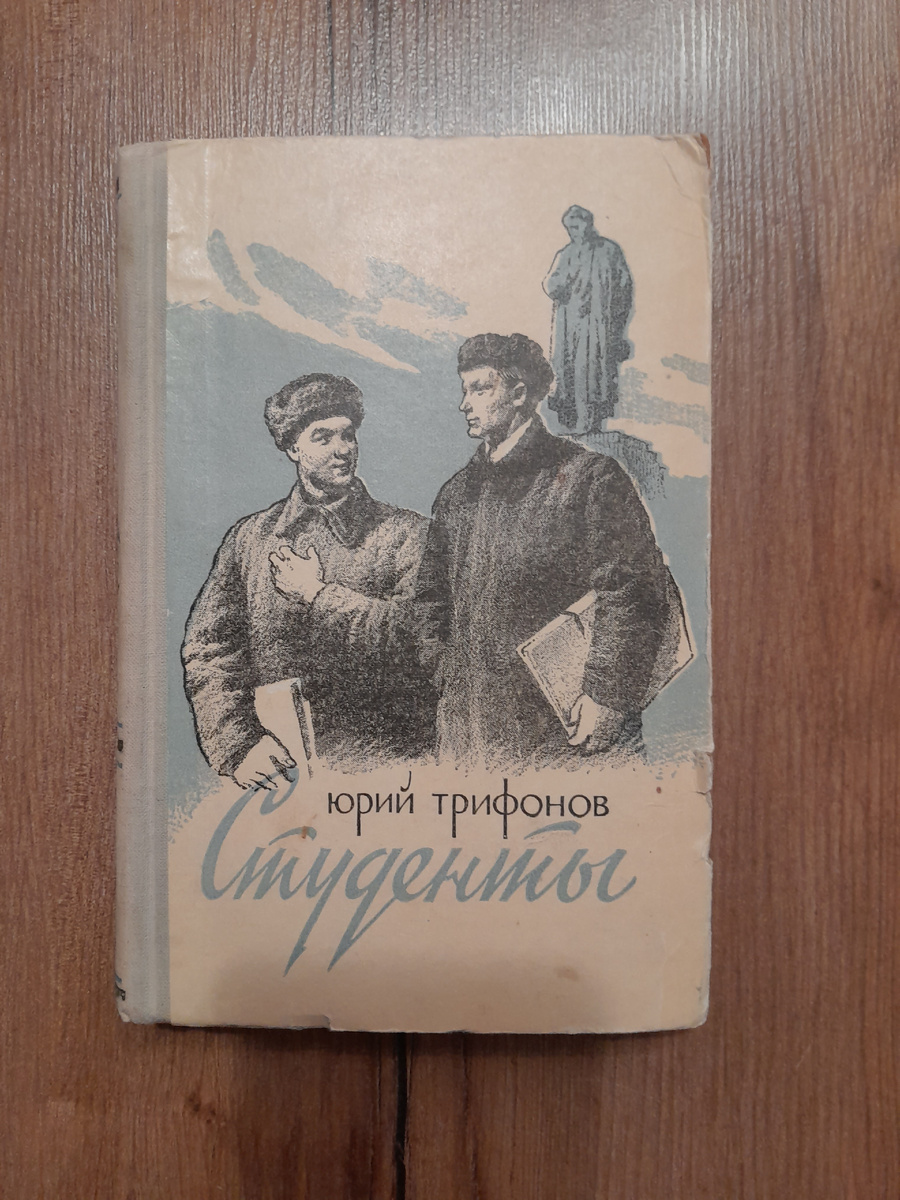 юрий трифонов
Студенты